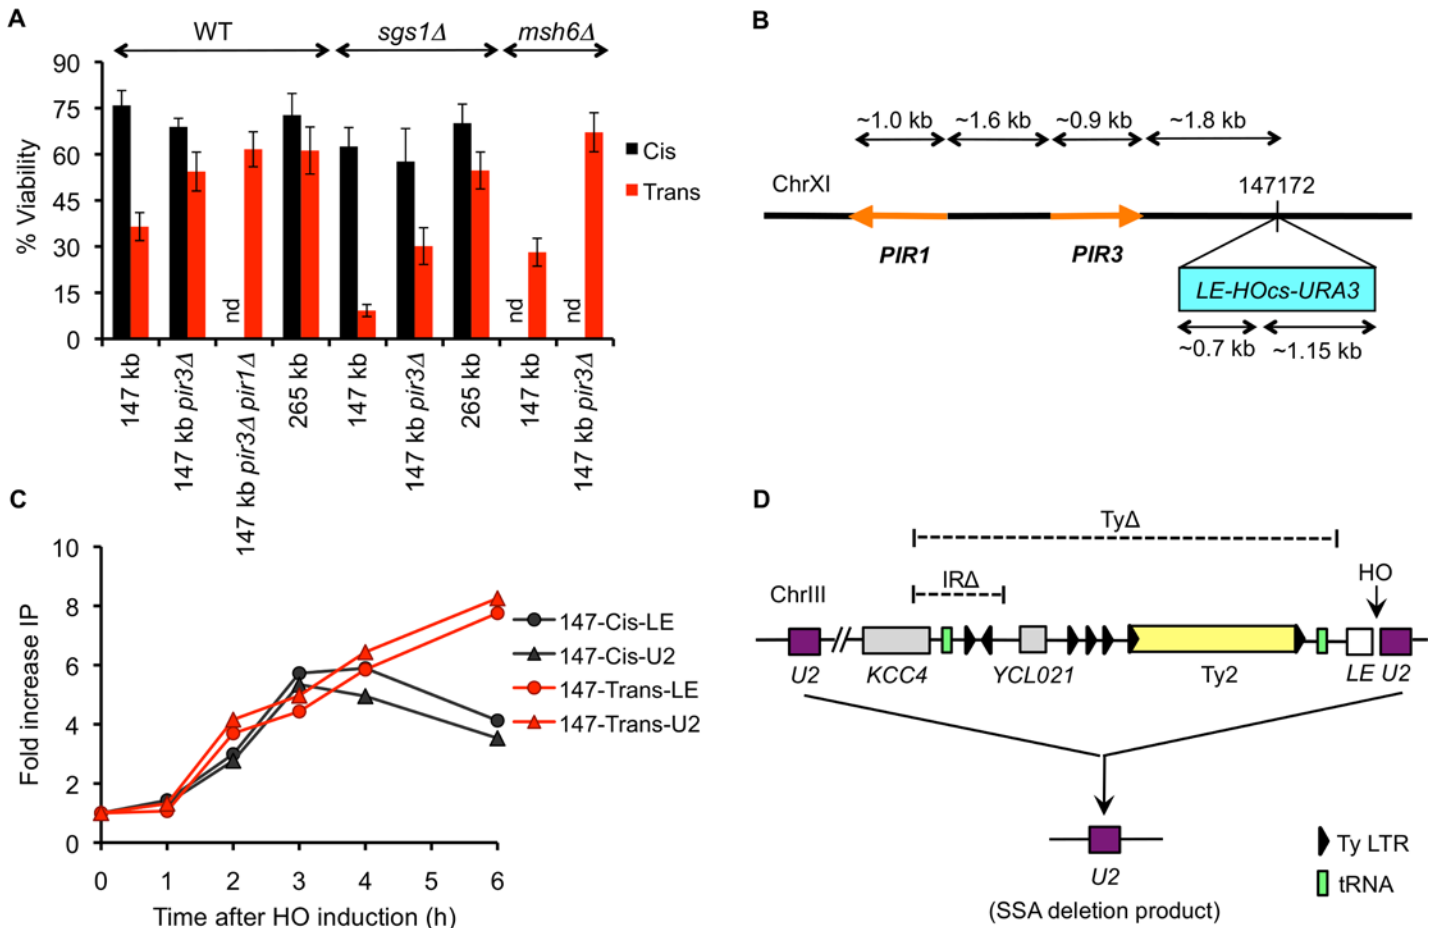 A
WT
sgs1Δ
msh6Δ
90
75
60
45
30
15
0
% Viability
nd
nd
nd
Cis
Trans
147 kb
147 kb pir3Δ
147 kb pir3Δ pir1Δ
265 kb
147 kb
147 kb pir3Δ
265 kb
147 kb
147 kb pir3Δ
B
~1.0 kb
~1.6 kb
~0.9 kb
~1.8 kb
ChrXI
147172
PIR1
PIR3
LE-HOcs-URA3
~0.7 kb
~1.15 kb
C
10
8
6
4
2
0
Fold increase IP
0 1 2 3 4 5 6
Time after HO induction (h)
147-Cis-LE
147-Cis-U2
147-Trans-LE
147-Trans-U2
D
TyΔ
IRΔ
HO
ChrIII
U2
KCC4
YCL021
Ty2
LE
U2
U2
(SSA deletion product)
Ty LTR
tRNA